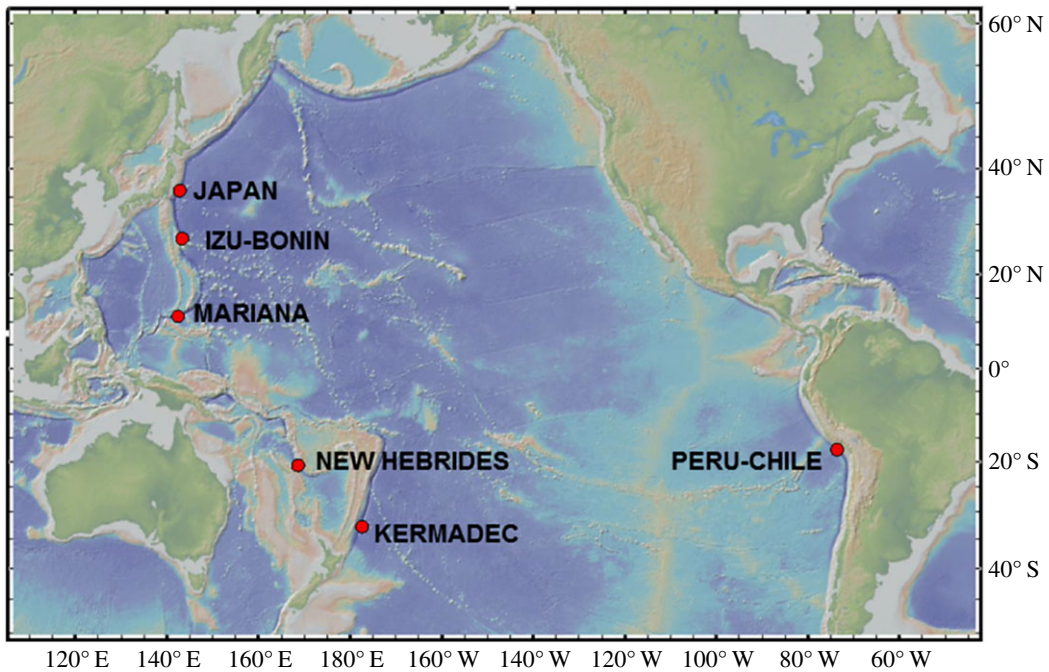 60° N
40° N
JAPAN
IZU-BONIN
20° N
MARIANA
0°
NEW HEBRIDES
PERU-CHILE
20° S
KERMADEC
40° S
120° E 140° E 160° E 180° E 160° W 140° W 120° W 100° W 80° W 60° W